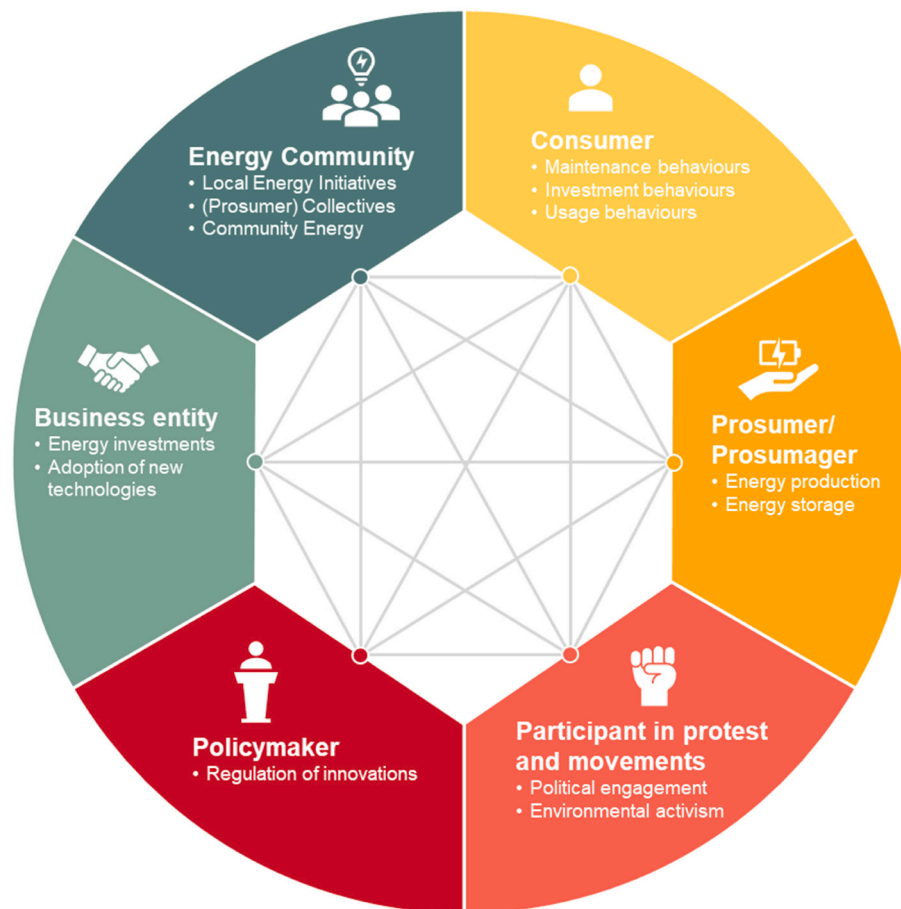 Energy Community
• Local Energy Initiatives
• (Prosumer) Collectives
• Community Energy
Consumer
• Maintenance behaviours
• Investment behaviours
• Usage behaviours
Business entity
• Energy investments
• Adoption of new
technologies
Prosumer/
Prosumager
• Energy production
• Energy storage
Policymaker
• Regulation of innovations
Participant in protest
and movements
• Political engagement
• Environmental activism